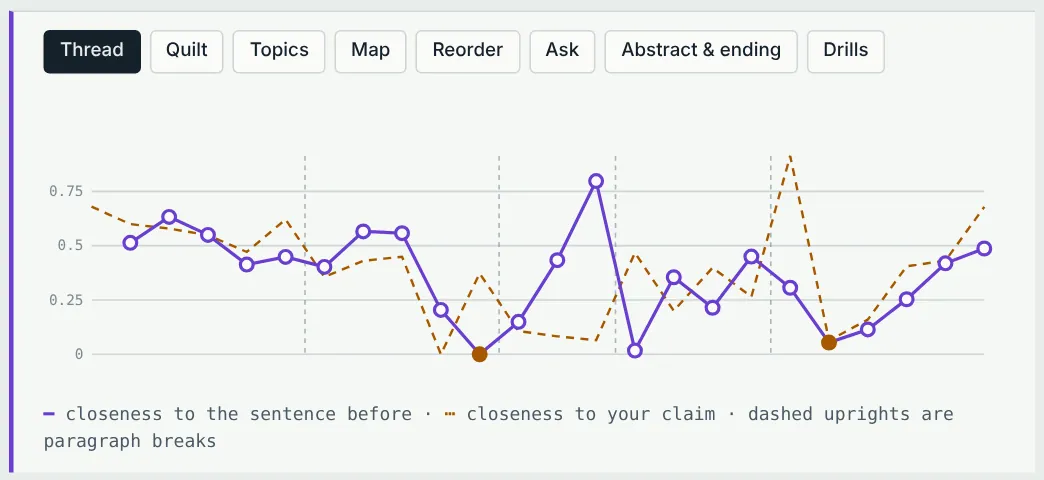 Thread Quilt Topics Map Reorder Ask Abstract & ending Drills
0.75
0.5
0.25
0
closeness to the sentence before · closeness to your claim · dashed uprights are
paragraph breaks